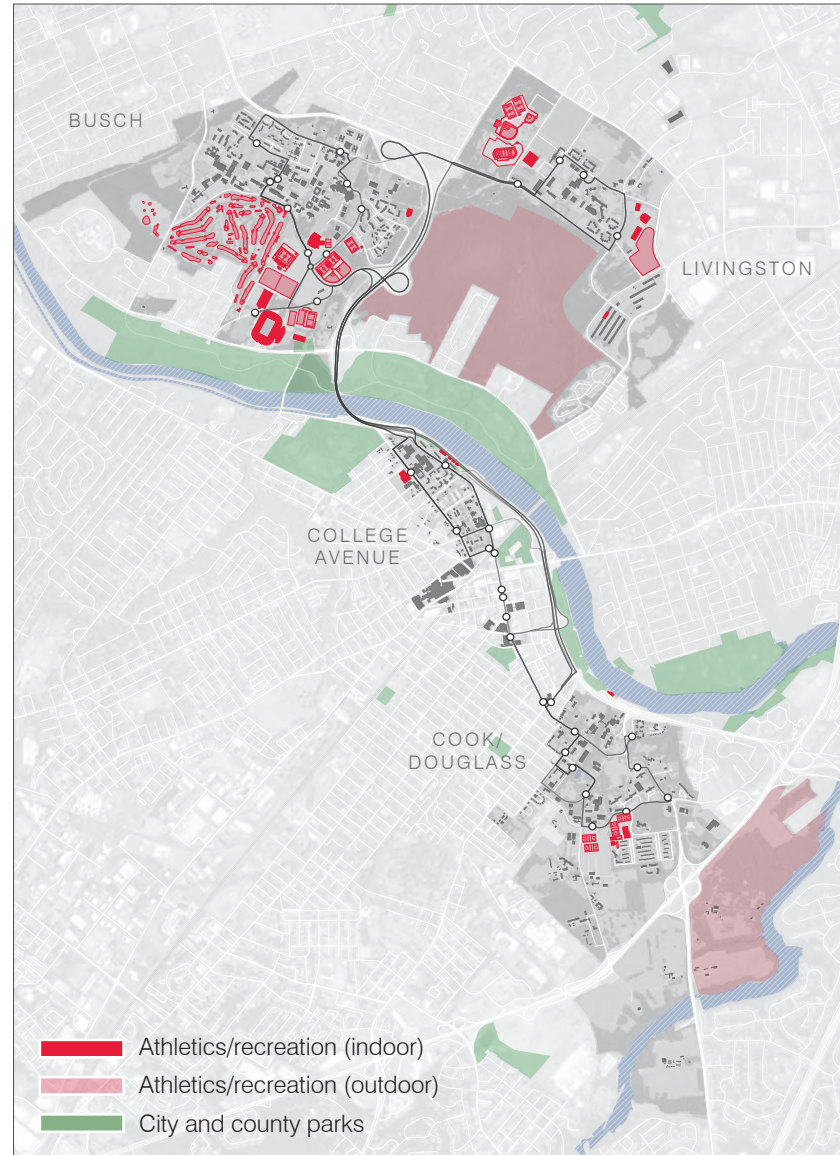 BUSCH
LIVINGSTON
COLLEGE
AVENUE
COOK/
DOUGLASS
Athletics/recreation (indoor)
Athletics/recreation (outdoor)
City and county parks